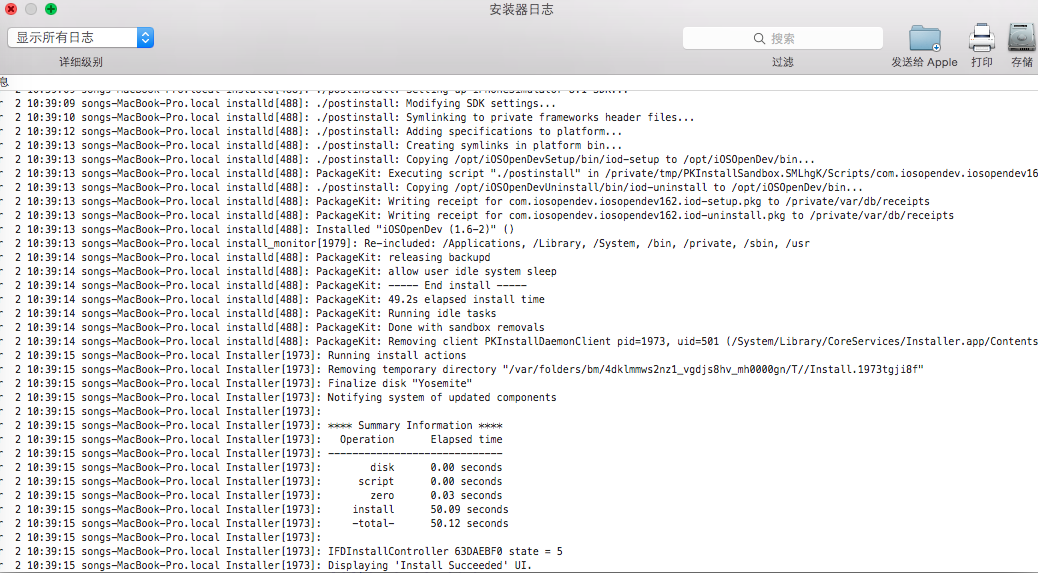 安装器日志
显示所有日志
搜索
详细级别
过滤
发送给 Apple
打印
存储
息
2 10:39:09 songs-MacBook-Pro.local installd[488]: ./postinstall: Setting up iPhoneSimulator 8.1 SDK...
r  2 10:39:09 songs-MacBook-Pro.local installd[488]: ./postinstall: Modifying SDK settings...
r  2 10:39:10 songs-MacBook-Pro.local installd[488]: ./postinstall: Symlinking to private frameworks header files...
r  2 10:39:12 songs-MacBook-Pro.local installd[488]: ./postinstall: Adding specifications to platform...
r  2 10:39:13 songs-MacBook-Pro.local installd[488]: ./postinstall: Creating symlinks in platform bin...
r  2 10:39:13 songs-MacBook-Pro.local installd[488]: ./postinstall: Copying /opt/iOSOpenDevSetup/bin/iod-setup to /opt/iOSOpenDev/bin...
r  2 10:39:13 songs-MacBook-Pro.local installd[488]: PackageKit: Executing script "./postinstall" in /private/tmp/PKInstallSandbox.SMLhgK/Scripts/com.iosopendev.iosopendev16
r  2 10:39:13 songs-MacBook-Pro.local installd[488]: ./postinstall: Copying /opt/iOSOpenDevUninstall/bin/iod-uninstall to /opt/iOSOpenDev/bin...
r  2 10:39:13 songs-MacBook-Pro.local installd[488]: PackageKit: Writing receipt for com.iosopendev.iosopendev162.iod-setup.pkg to /private/var/db/receipts
r  2 10:39:13 songs-MacBook-Pro.local installd[488]: PackageKit: Writing receipt for com.iosopendev.iosopendev162.iod-uninstall.pkg to /private/var/db/receipts
r  2 10:39:13 songs-MacBook-Pro.local installd[488]: Installed "iOSOpenDev (1.6-2)" ()
r  2 10:39:13 songs-MacBook-Pro.local install_monitor[1979]: Re-included: /Applications, /Library, /System, /bin, /private, /sbin, /usr
r  2 10:39:14 songs-MacBook-Pro.local installd[488]: PackageKit: releasing backupd
r  2 10:39:14 songs-MacBook-Pro.local installd[488]: PackageKit: allow user idle system sleep
r  2 10:39:14 songs-MacBook-Pro.local installd[488]: PackageKit: ----- End install -----
r  2 10:39:14 songs-MacBook-Pro.local installd[488]: PackageKit: 49.2s elapsed install time
r  2 10:39:14 songs-MacBook-Pro.local installd[488]: PackageKit: Running idle tasks
r  2 10:39:14 songs-MacBook-Pro.local installd[488]: PackageKit: Done with sandbox removals
r  2 10:39:14 songs-MacBook-Pro.local installd[488]: PackageKit: Removing client PKInstallDaemonClient pid=1973, uid=501 (/System/Library/CoreServices/Installer.app/Contents
r  2 10:39:15 songs-MacBook-Pro.local Installer[1973]: Running install actions
r  2 10:39:15 songs-MacBook-Pro.local Installer[1973]: Removing temporary directory "/var/folders/bm/4dklmmws2nz1_vgdjs8hv_mh0000gn/T//Install.1973tgji8f"
r  2 10:39:15 songs-MacBook-Pro.local Installer[1973]: Finalize disk "Yosemite"
r  2 10:39:15 songs-MacBook-Pro.local Installer[1973]: Notifying system of updated components
r  2 10:39:15 songs-MacBook-Pro.local Installer[1973]:
r  2 10:39:15 songs-MacBook-Pro.local Installer[1973]: **** Summary Information ****
r  2 10:39:15 songs-MacBook-Pro.local Installer[1973]:   Operation      Elapsed time
r  2 10:39:15 songs-MacBook-Pro.local Installer[1973]: -----------------------------
r  2 10:39:15 songs-MacBook-Pro.local Installer[1973]:        disk      0.00 seconds
r  2 10:39:15 songs-MacBook-Pro.local Installer[1973]:      script      0.00 seconds
r  2 10:39:15 songs-MacBook-Pro.local Installer[1973]:        zero      0.03 seconds
r  2 10:39:15 songs-MacBook-Pro.local Installer[1973]:     install      50.09 seconds
r  2 10:39:15 songs-MacBook-Pro.local Installer[1973]:     -total-      50.12 seconds
r  2 10:39:15 songs-MacBook-Pro.local Installer[1973]:
r  2 10:39:15 songs-MacBook-Pro.local Installer[1973]: IFDInstallController 63DAEBF0 state = 5
r  2 10:39:15 songs-MacBook-Pro.local Installer[1973]: Displaying 'Install Succeeded' UI.